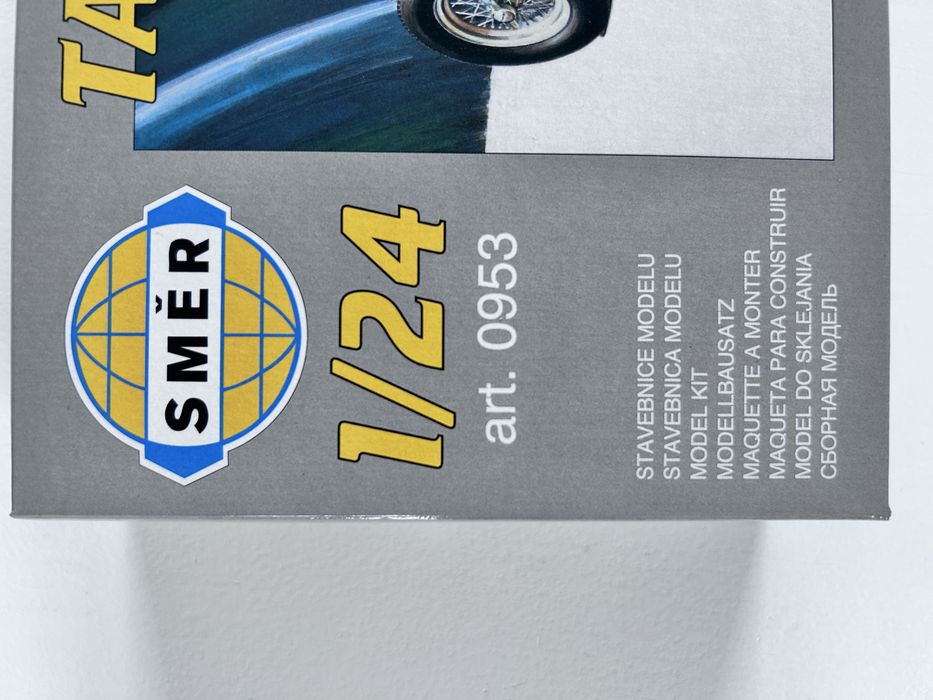 TA
SMĚR
1/24
art. 0953
STAVEBNICE MODELU
STAVEBNICA MODELU
MODEL KIT
MODELLBAUSATZ
MAQUETTE A MONTER
MAQUETA PARA CONSTRUIR
MODEL DO SKLEJANIA
СБОРНАЯ МОДЕЛЬ